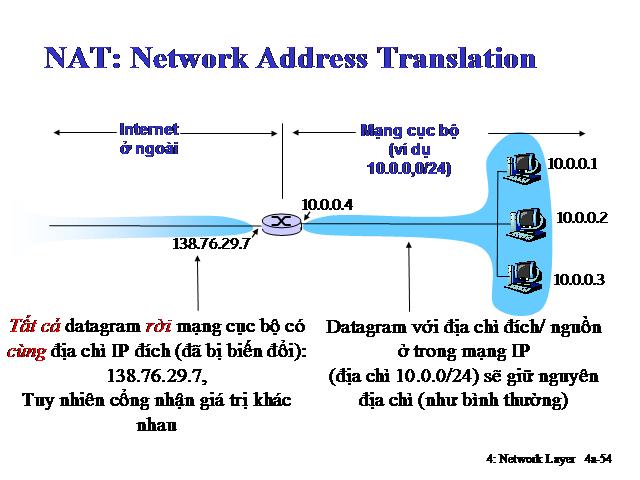 NAT: Network Address Translation
Internet
ở ngoài
Mạng cục bộ
(ví dụ
10.0.0,0/24)
10.0.0.1
10.0.0.4
10.0.0.2
138.76.29.7
10.0.0.3
Tất cả datagram rời mạng cục bộ có
cùng địa chỉ IP đích (đã bị biến đổi):
138.76.29.7,
Tuy nhiên cổng nhận giá trị khác
nhau
Datagram với địa chỉ đích/ nguồn
ở trong mạng IP
(địa chỉ 10.0.0/24) sẽ giữ nguyên
địa chỉ (như bình thường)
4: Network Layer 4a-54